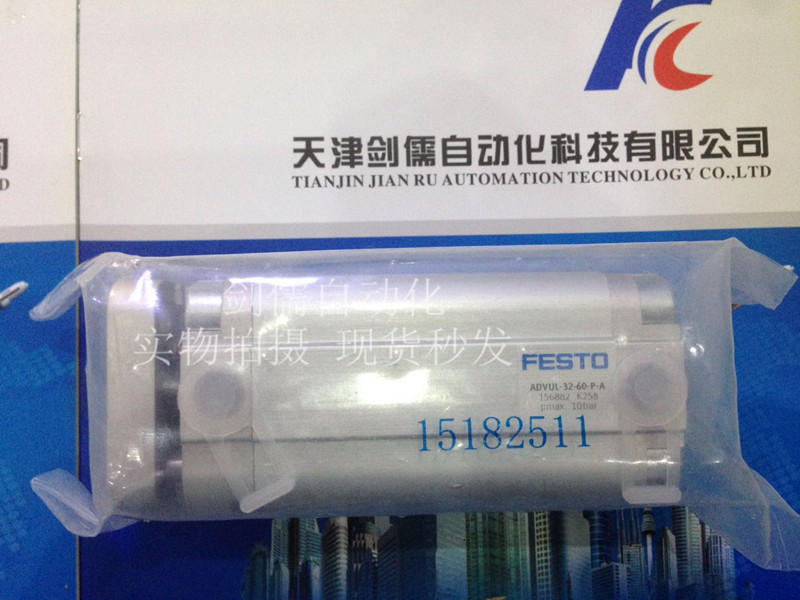 天津剑儒自动化科技有限公司
TIANJIN JIAN RU AUTOMATION TECHNOLOGY CO.,LTD
司
D
剑儒自动化
实物拍摄 现货秒发
FESTO
ADVUL-32-60-P-A
156882 K258
pmax. 10bar
15182511